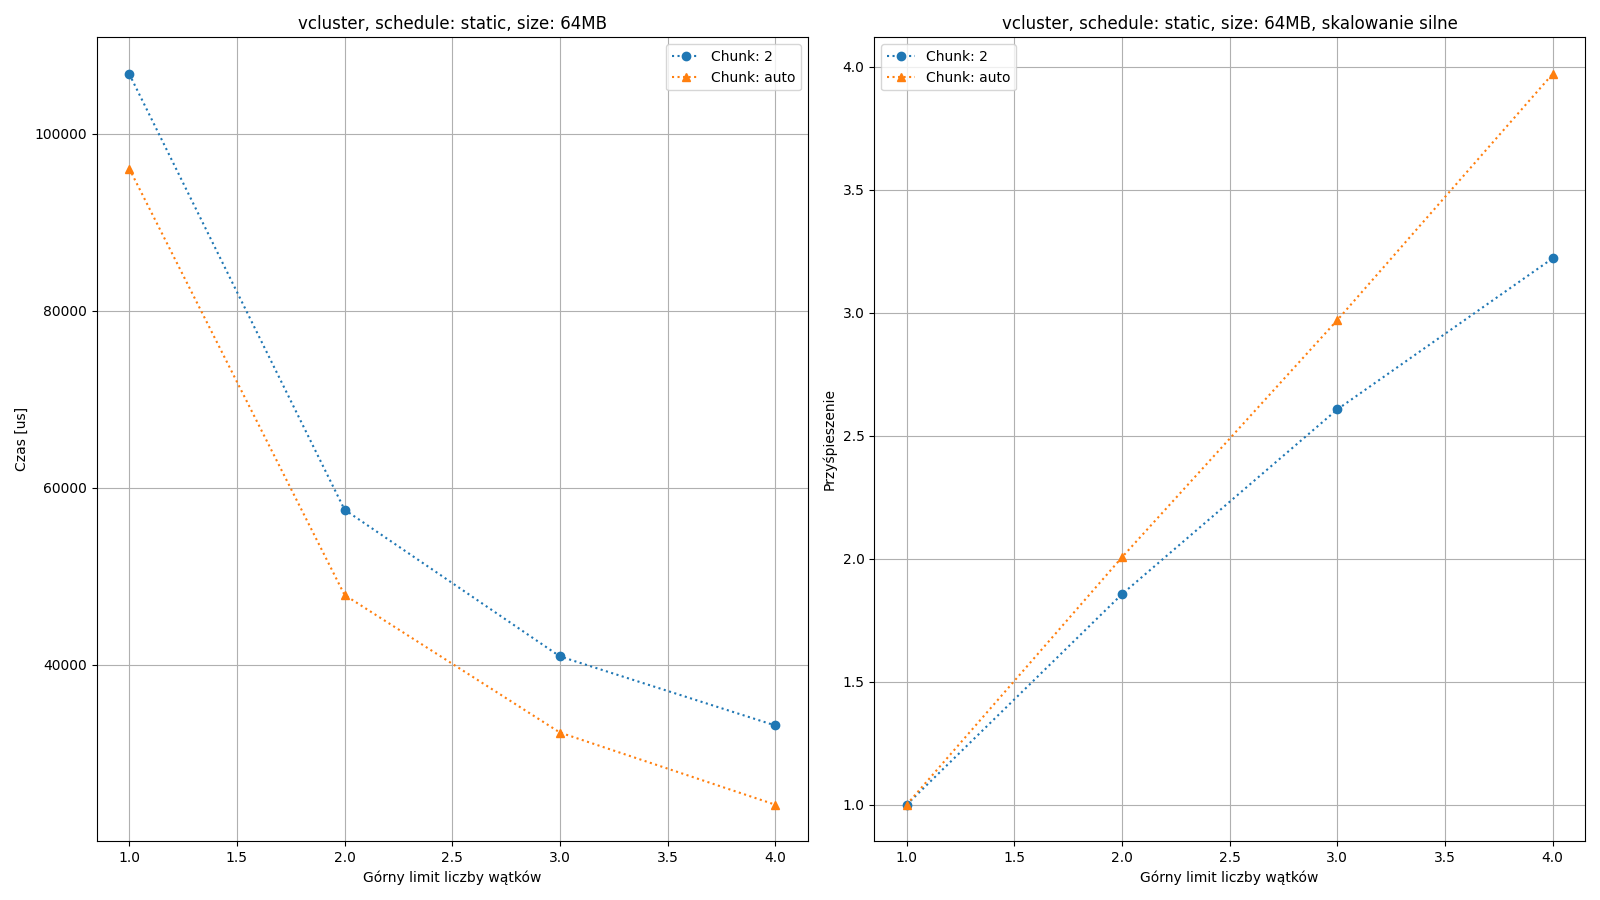 vcluster, schedule: static, size: 64MB
Chunk: 2
Chunk: auto
100000
80000
60000
40000
Czas [us]
1.0 1.5 2.0 2.5 3.0 3.5 4.0
Górny limit liczby wątków
vcluster, schedule: static, size: 64MB, skalowanie silne
Chunk: 2
Chunk: auto
4.0
3.5
3.0
2.5
2.0
1.5
1.0
Przyśpieszenie
1.0 1.5 2.0 2.5 3.0 3.5 4.0
Górny limit liczby wątków